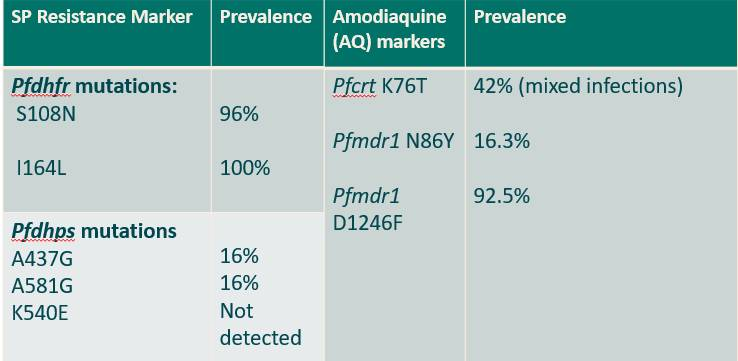 SP Resistance Marker
Prevalence
Amodiaquine
(AQ) markers
Prevalence
Pfdhfr mutations:
S108N
96%
I164L
100%
Pfdhps mutations
A437G
16%
A581G
16%
K540E
Not
detected
Pfcrt K76T
42% (mixed infections)
Pfmdr1 N86Y
16.3%
Pfmdr1
D1246F
92.5%